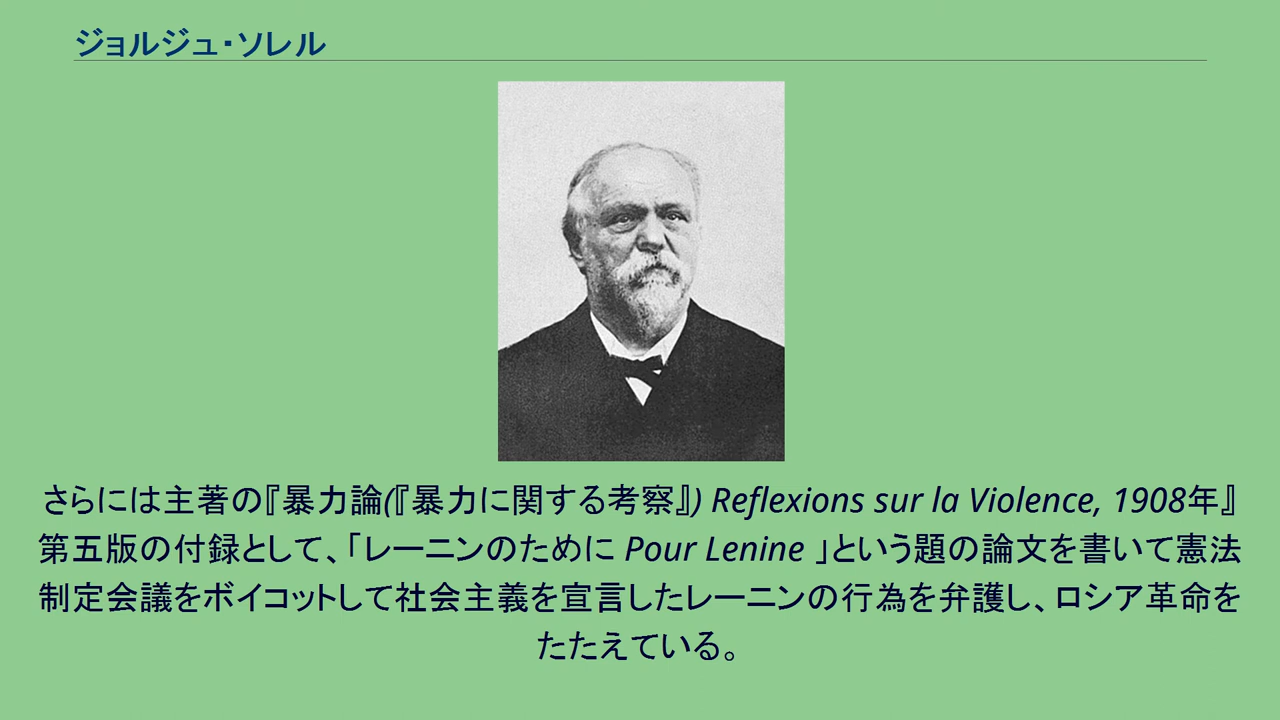 ジョルジュ・ソレル
さらには主著の『暴力論(『暴力に関する考察』) Reflexions sur la Violence, 1908年』
第五版の付録として、「レーニンのために Pour Lenine 」という題の論文を書いて憲法
制定会議をボイコットして社会主義を宣言したレーニンの行為を弁護し、ロシア革命を
たたえている。